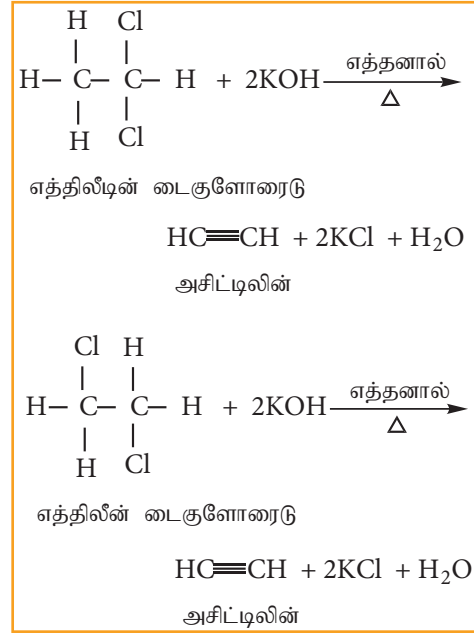 H Cl
எத்தனால்
H – C – C – H + 2KOH
△
H Cl
எத்திலீடின் டைகுளோரைடு
HC≡CH + 2KCl + H₂O
அசிட்டிலின்
Cl H
எத்தனால்
H – C – C – H + 2KOH
△
H Cl
எத்திலீன் டைகுளோரைடு
HC≡CH + 2KCl + H₂O
அசிட்டிலின்